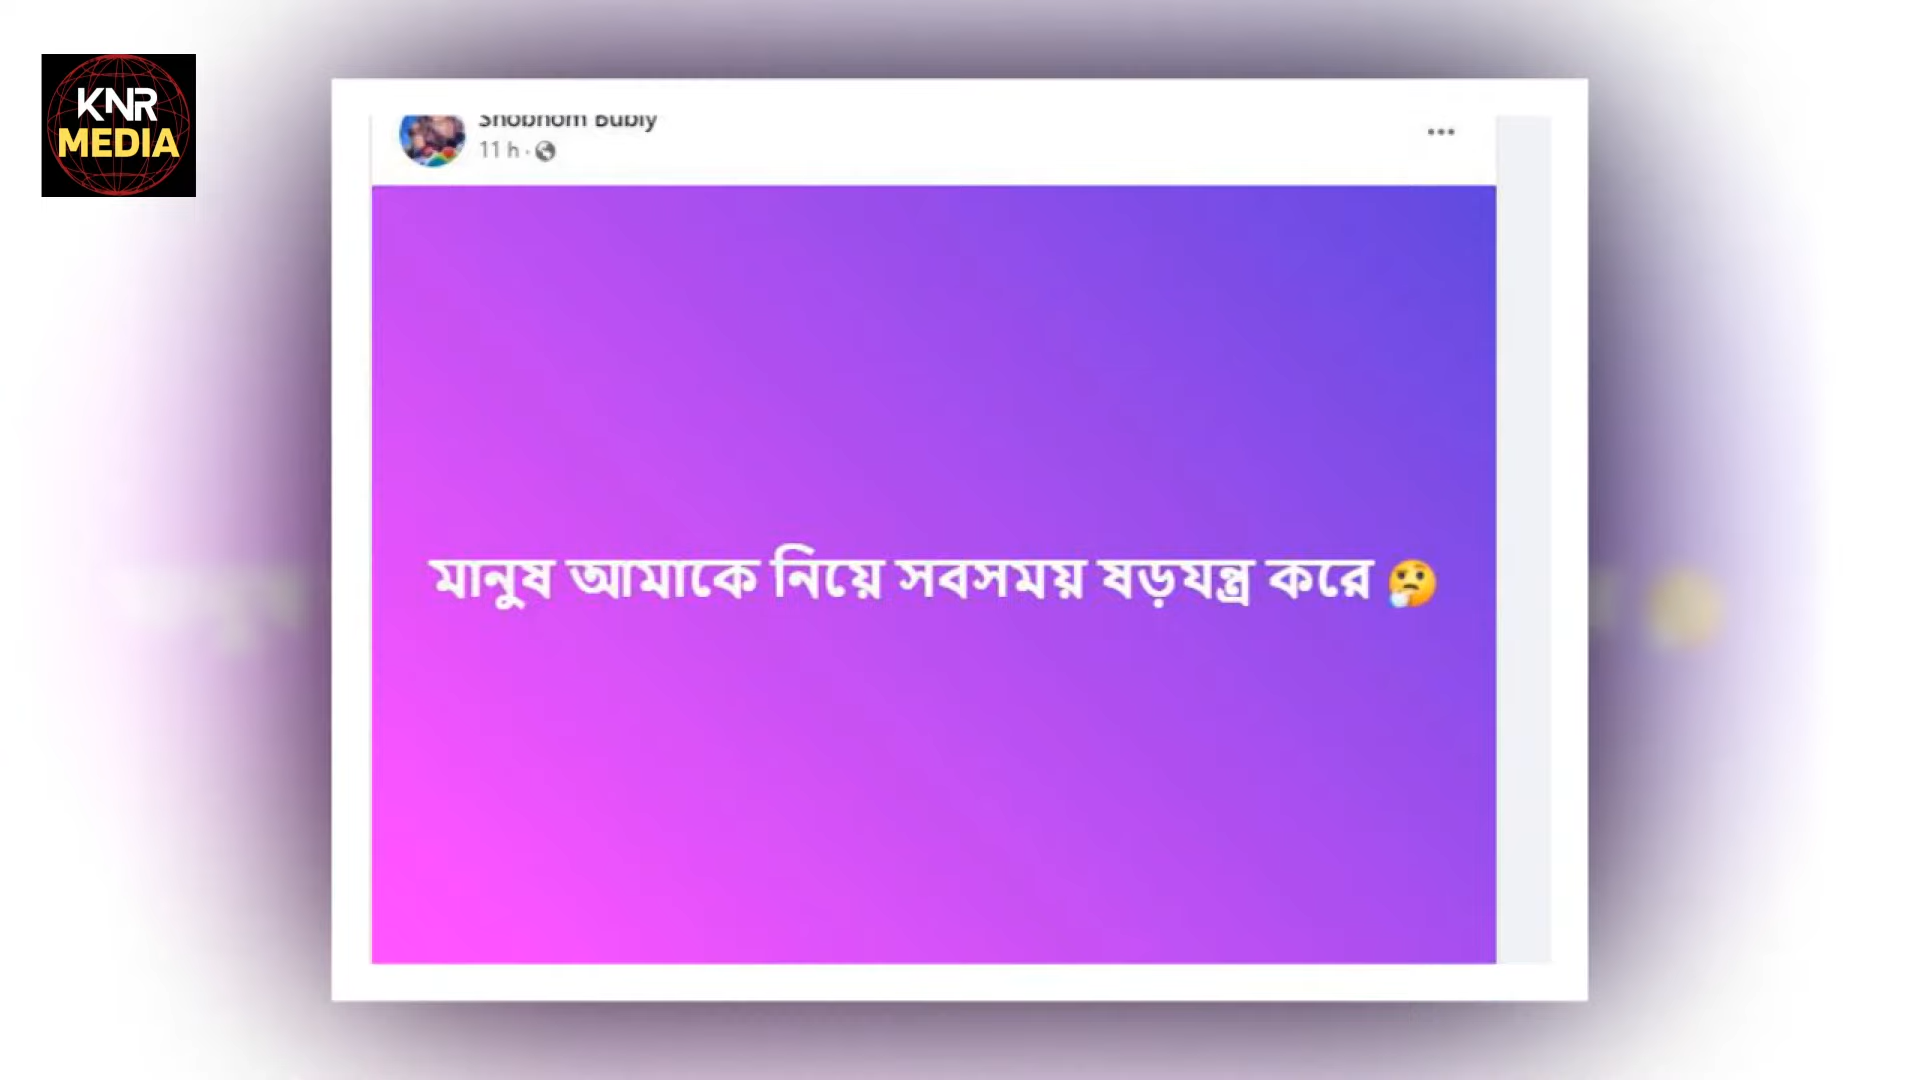 KNR
MEDIA
Shobnom Bubly
11 h ·
মানুষ আমাকে নিয়ে সবসময় ষড়যন্ত্র করে 🤔